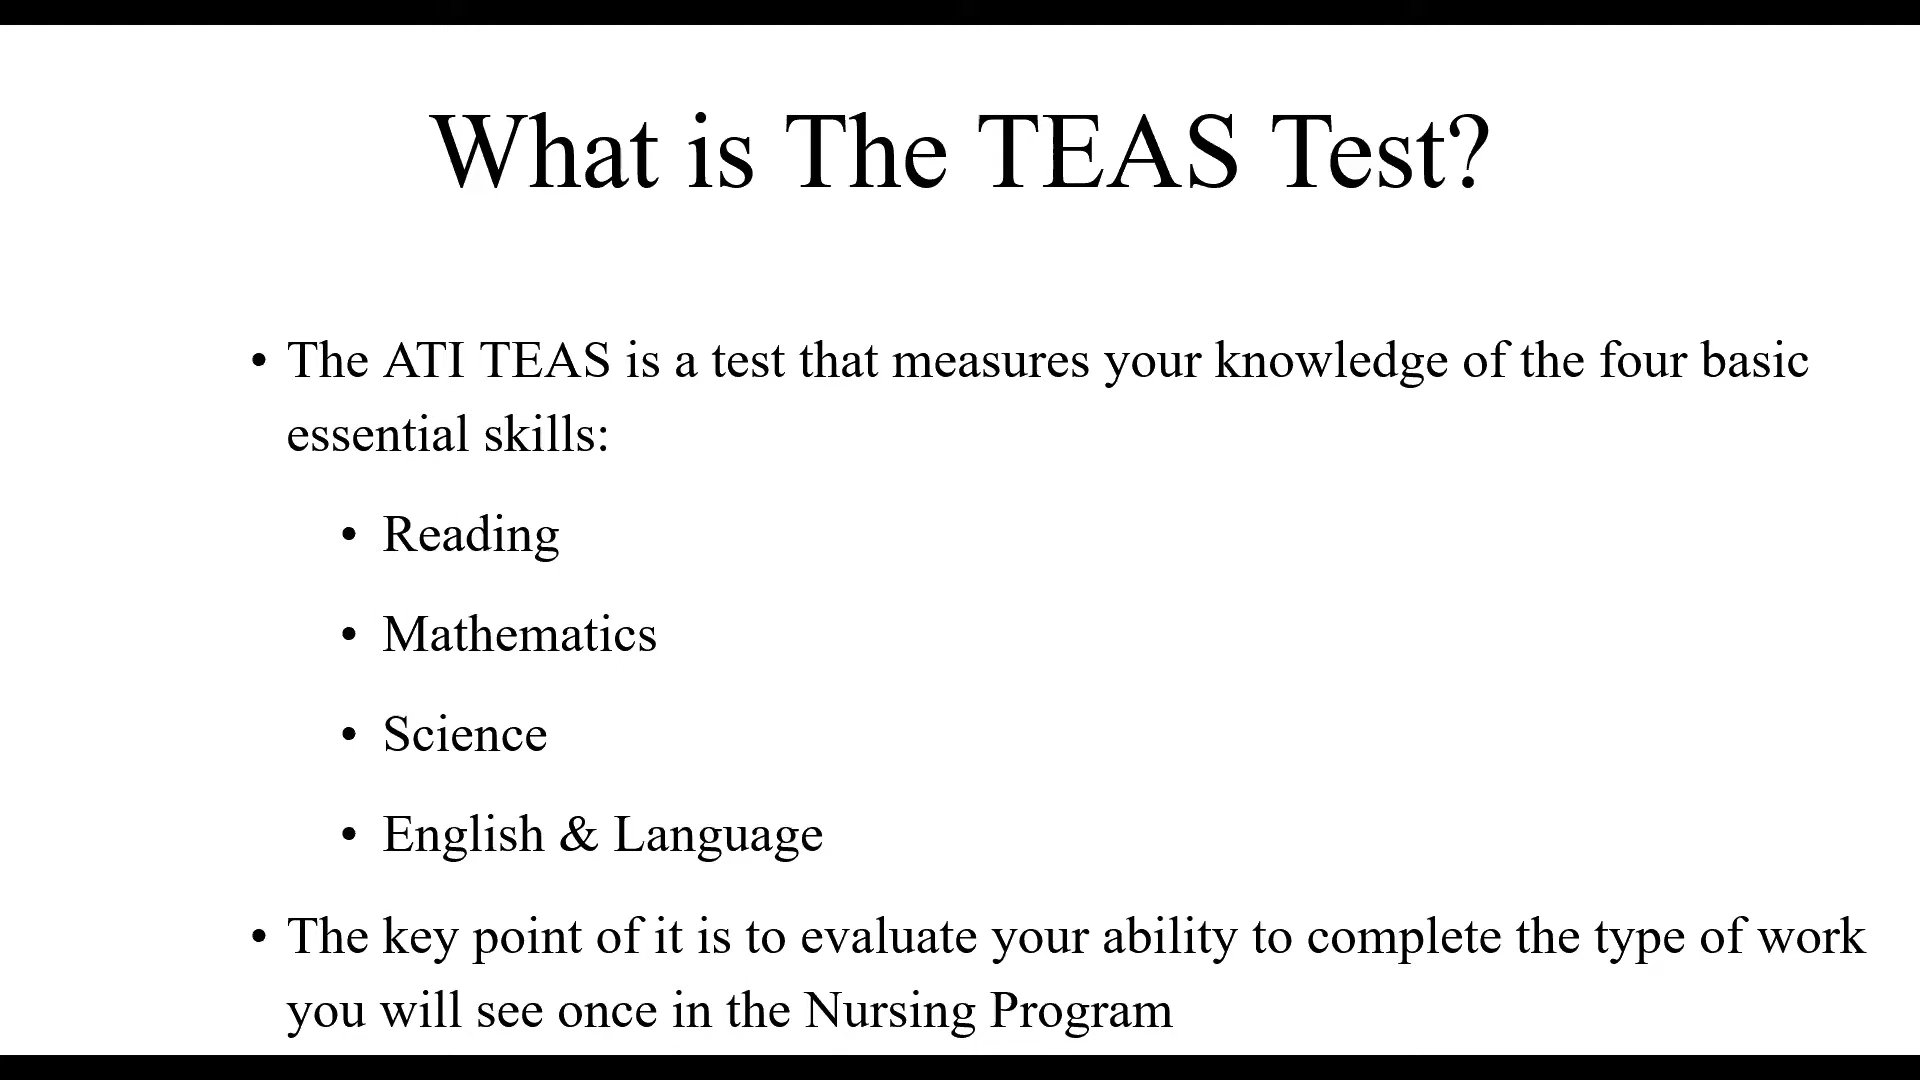 What is The TEAS Test?
• The ATI TEAS is a test that measures your knowledge of the four basic
essential skills:
• Reading
• Mathematics
• Science
• English & Language
• The key point of it is to evaluate your ability to complete the type of work
you will see once in the Nursing Program